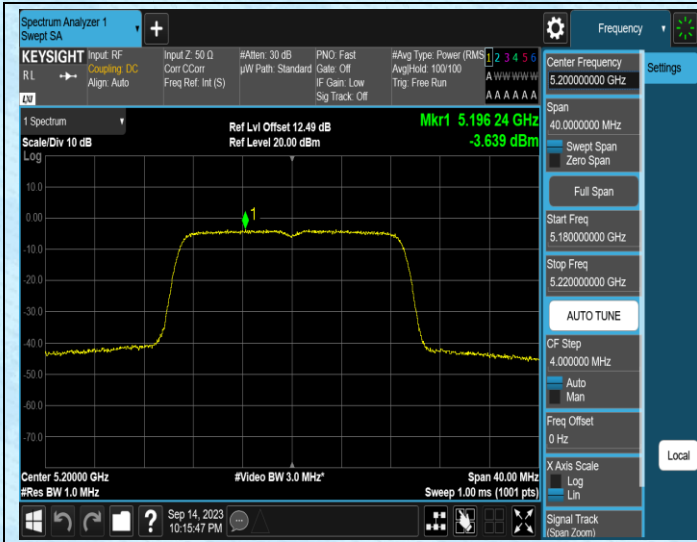 Spectrum Analyzer 1
Swept SA
Frequency
KEYSIGHT
R L
LXI
Input: RF
Coupling: DC
Align: Auto
Input Z: 50 Ω
Corr CCorr
Freq Ref: Int (S)
#Atten: 30 dB
µW Path: Standard
PNO: Fast
Gate: Off
IF Gain: Low
Sig Track: Off
#Avg Type: Power (RMS
Avg|Hold: 100/100
Trig: Free Run
1 2 3 4 5 6
A W W W W W
A A A A A A
1 Spectrum
Scale/Div 10 dB
Log
Ref Lvl Offset 12.49 dB
Ref Level 20.00 dBm
Mkr1 5.196 24 GHz
-3.639 dBm
10.0
0.00
-10.0
-20.0
-30.0
-40.0
-50.0
-60.0
-70.0
1
Center 5.20000 GHz
#Res BW 1.0 MHz
#Video BW 3.0 MHz*
Span 40.00 MHz
Sweep 1.00 ms (1001 pts)
Sep 14, 2023
10:15:47 PM
Center Frequency
5.200000000 GHz
Span
40.0000000 MHz
Swept Span
Zero Span
Full Span
Start Freq
5.180000000 GHz
Stop Freq
5.220000000 GHz
AUTO TUNE
CF Step
4.000000 MHz
Auto
Man
Freq Offset
0 Hz
X Axis Scale
Log
Lin
Signal Track
(Span Zoom)
Settings
Local